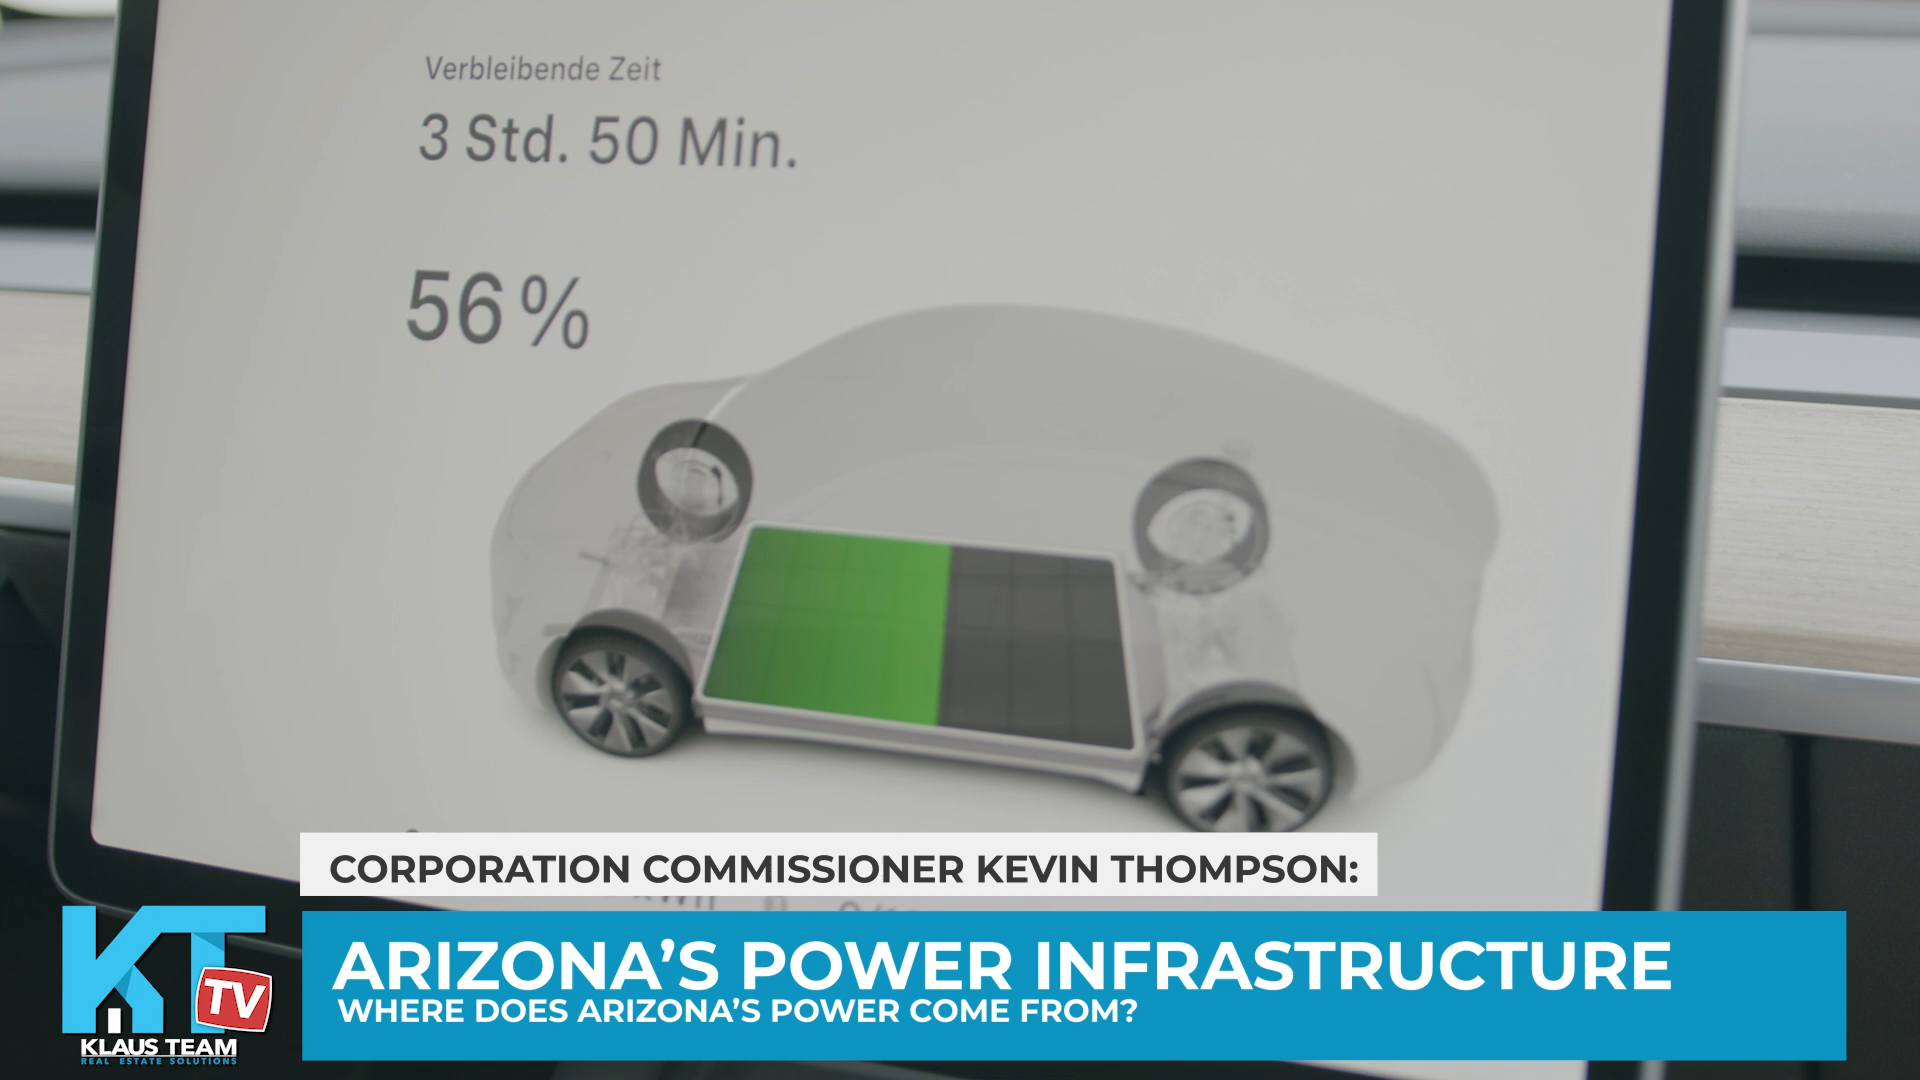 Verbleibende Zeit
3 Std. 50 Min.
56 %
CORPORATION COMMISSIONER KEVIN THOMPSON:
ARIZONA'S POWER INFRASTRUCTURE
WHERE DOES ARIZONA'S POWER COME FROM?
KT
TV
KLAUS TEAM
REAL ESTATE SOLUTIONS